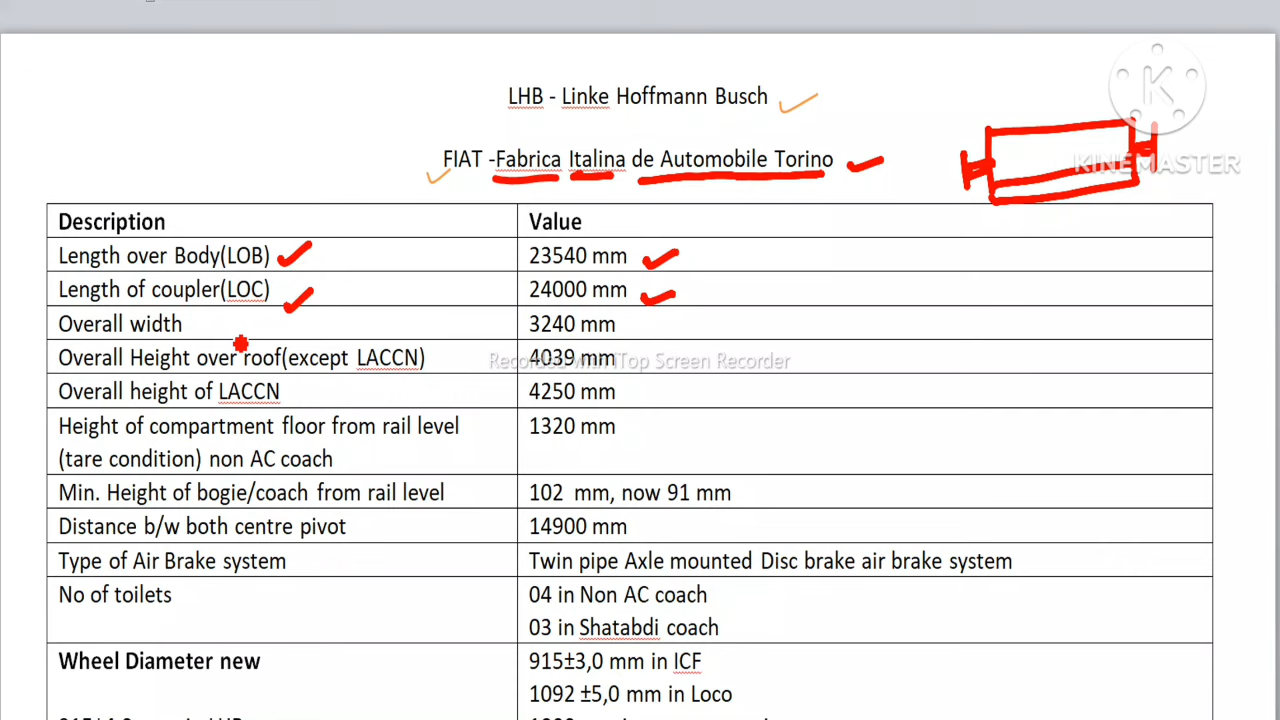 LHB - Linke Hoffmann Busch
FIAT -Fabrica Italina de Automobile Torino
KINEMASTER
Description Value
Length over Body(LOB) 23540 mm
Length of coupler(LOC) 24000 mm
Overall width 3240 mm
Overall Height over roof(except LACCN) 4039 mm
Recorded with iTop Screen Recorder
Overall height of LACCN 4250 mm
Height of compartment floor from rail level 1320 mm
(tare condition) non AC coach
Min. Height of bogie/coach from rail level 102 mm, now 91 mm
Distance b/w both centre pivot 14900 mm
Type of Air Brake system Twin pipe Axle mounted Disc brake air brake system
No of toilets 04 in Non AC coach
03 in Shatabdi coach
Wheel Diameter new 915±3,0 mm in ICF
1092 ±5,0 mm in Loco